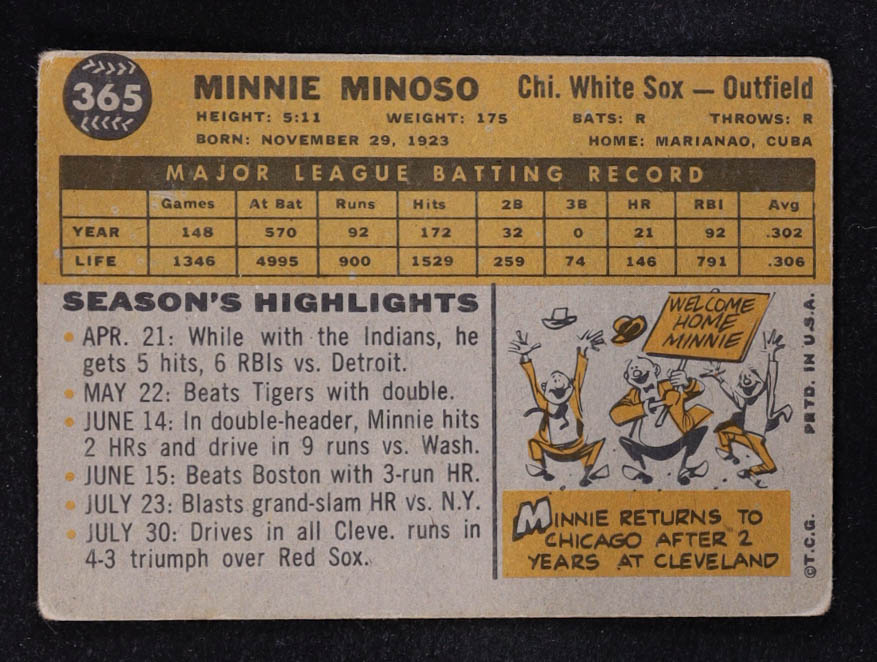 365
MINNIE MINOSO Chi. White Sox — Outfield
HEIGHT: 5:11 WEIGHT: 175 BATS: R THROWS: R
BORN: NOVEMBER 29, 1923 HOME: MARIANAO, CUBA
MAJOR LEAGUE BATTING RECORD
Games At Bat Runs Hits 2B 3B HR RBI Avg
YEAR 148 570 92 172 32 0 21 92 .302
LIFE 1346 4995 900 1529 259 74 146 791 .306
SEASON'S HIGHLIGHTS
• APR. 21: While with the Indians, he
gets 5 hits, 6 RBIs vs. Detroit.
• MAY 22: Beats Tigers with double.
• JUNE 14: In double-header, Minnie hits
2 HRs and drive in 9 runs vs. Wash.
• JUNE 15: Beats Boston with 3-run HR.
• JULY 23: Blasts grand-slam HR vs. N.Y.
• JULY 30: Drives in all Cleve. runs in
4-3 triumph over Red Sox.
WELCOME
HOME
MINNIE
MINNIE RETURNS TO
CHICAGO AFTER 2
YEARS AT CLEVELAND
©T.C.G. PRTD. IN U.S.A.